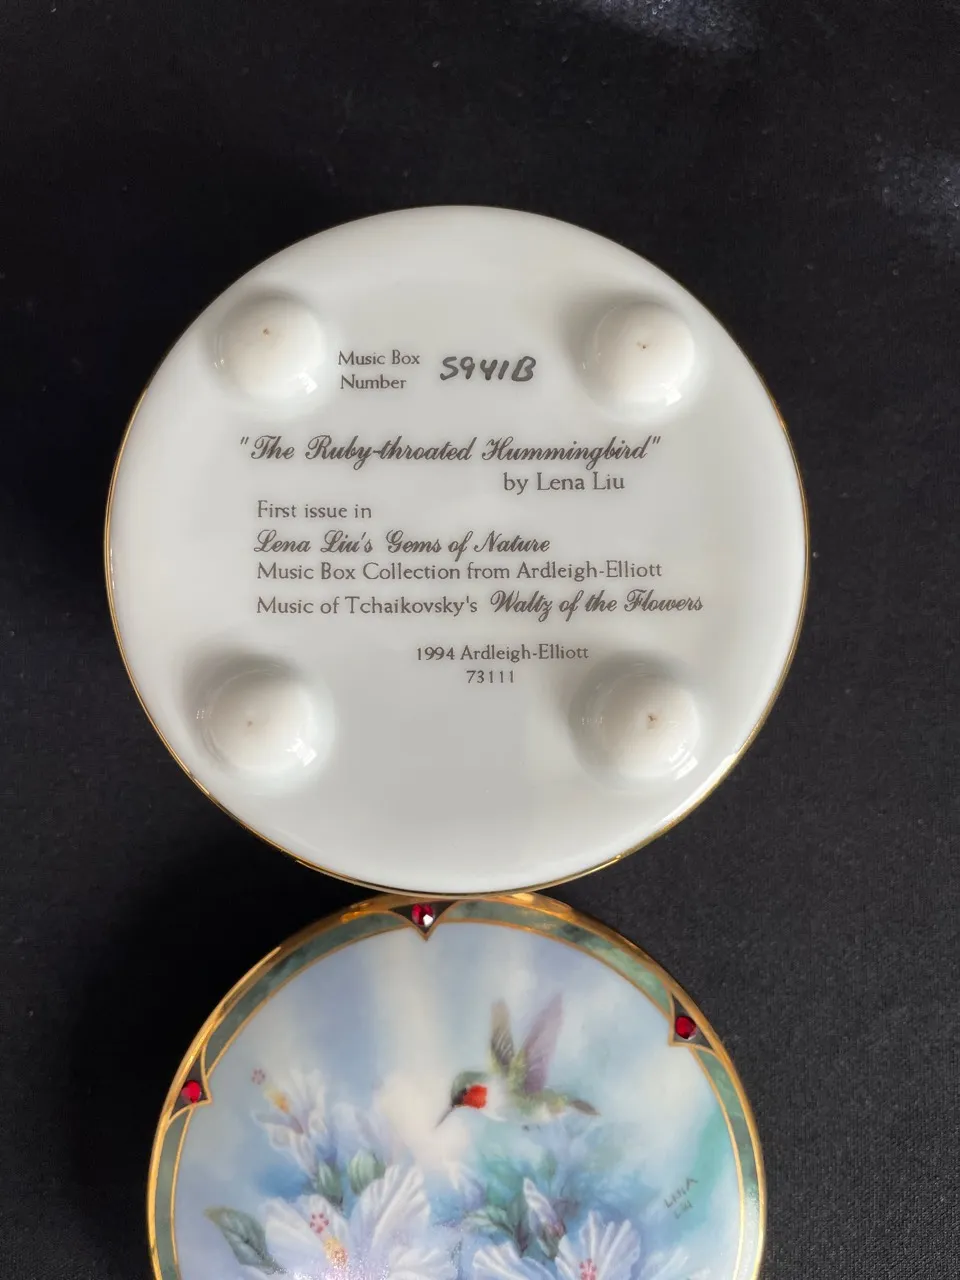 Music Box
Number 5941B
"The Ruby-throated Hummingbird"
by Lena Liu
First issue in
Lena Liu's Gems of Nature
Music Box Collection from Ardleigh-Elliott
Music of Tchaikovsky's Waltz of the Flowers
1994 Ardleigh-Elliott
73111
LENA
LIU